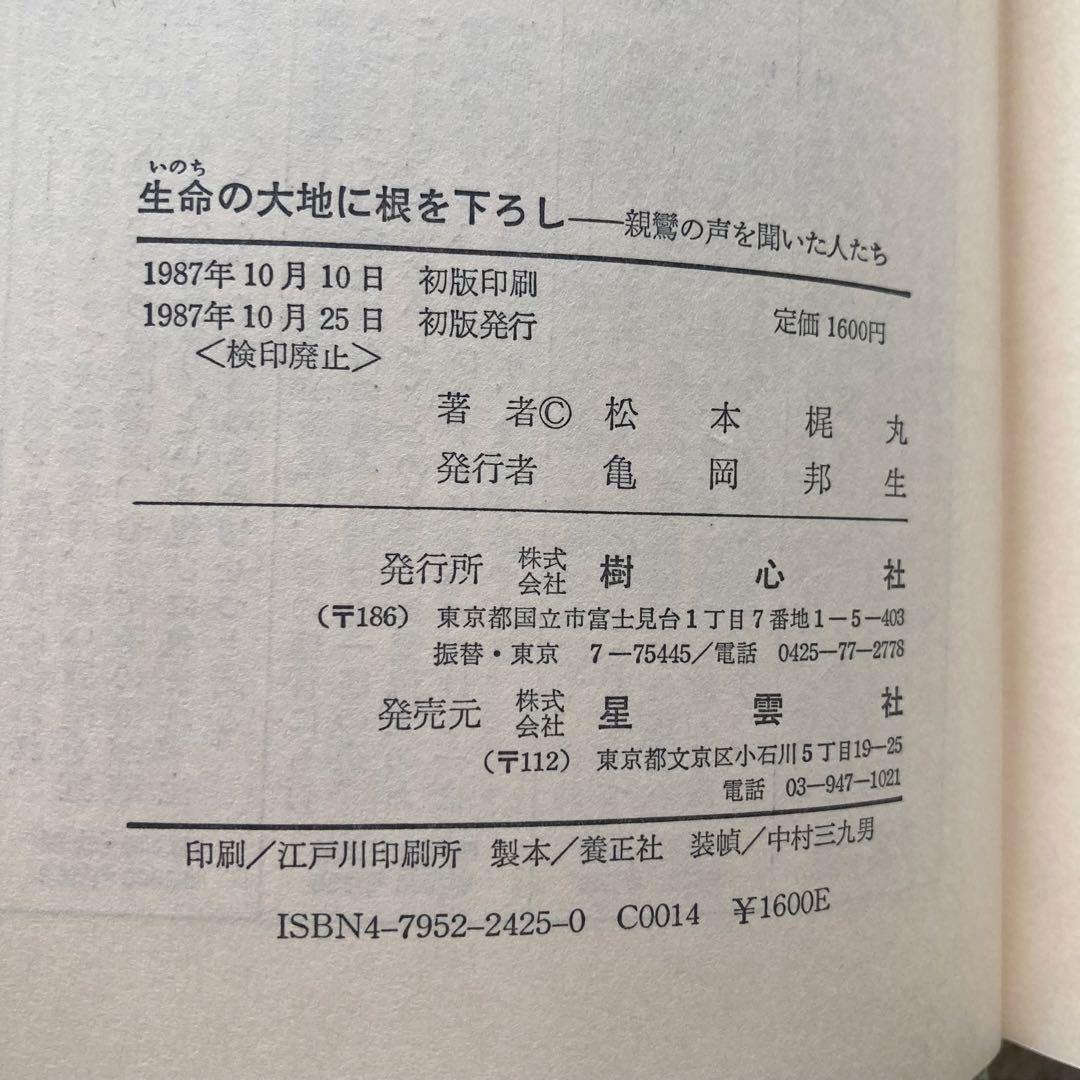 いのち
生命の大地に根を下ろし――親鸞の声を聞いた人たち
1987年10月10日 初版印刷
1987年10月25日 初版発行 定価1600円
＜検印廃止＞
著 者© 松 本 梶 丸
発行者 亀 岡 邦 生
発行所 株式会社 樹 心 社
（〒186） 東京都国立市富士見台1丁目7番地1－5－403
振替・東京 7－75445／電話 0425－77－2778
発売元 株式会社 星 雲 社
（〒112） 東京都文京区小石川5丁目19－25
電話 03－947－1021
印刷／江戸川印刷所 製本／養正社 装幀／中村三九男
ISBN4-7952-2425-0 C0014 ¥1600E